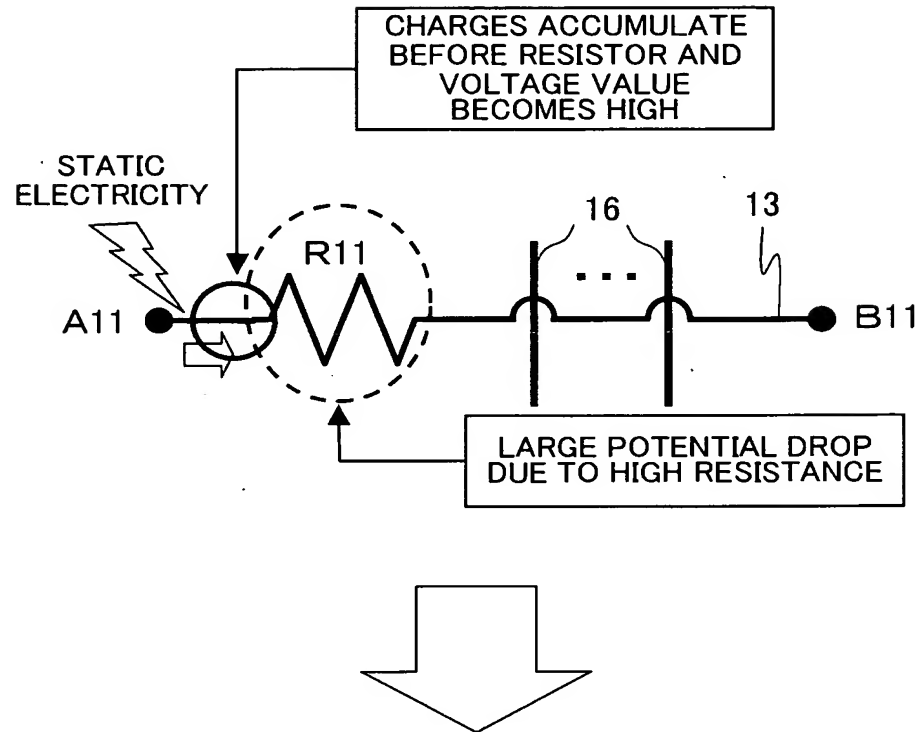 CHARGES ACCUMULATE
BEFORE RESISTOR AND
VOLTAGE VALUE
BECOMES HIGH
STATIC
ELECTRICITY
R11
16
13
A11
B11
LARGE POTENTIAL DROP
DUE TO HIGH RESISTANCE